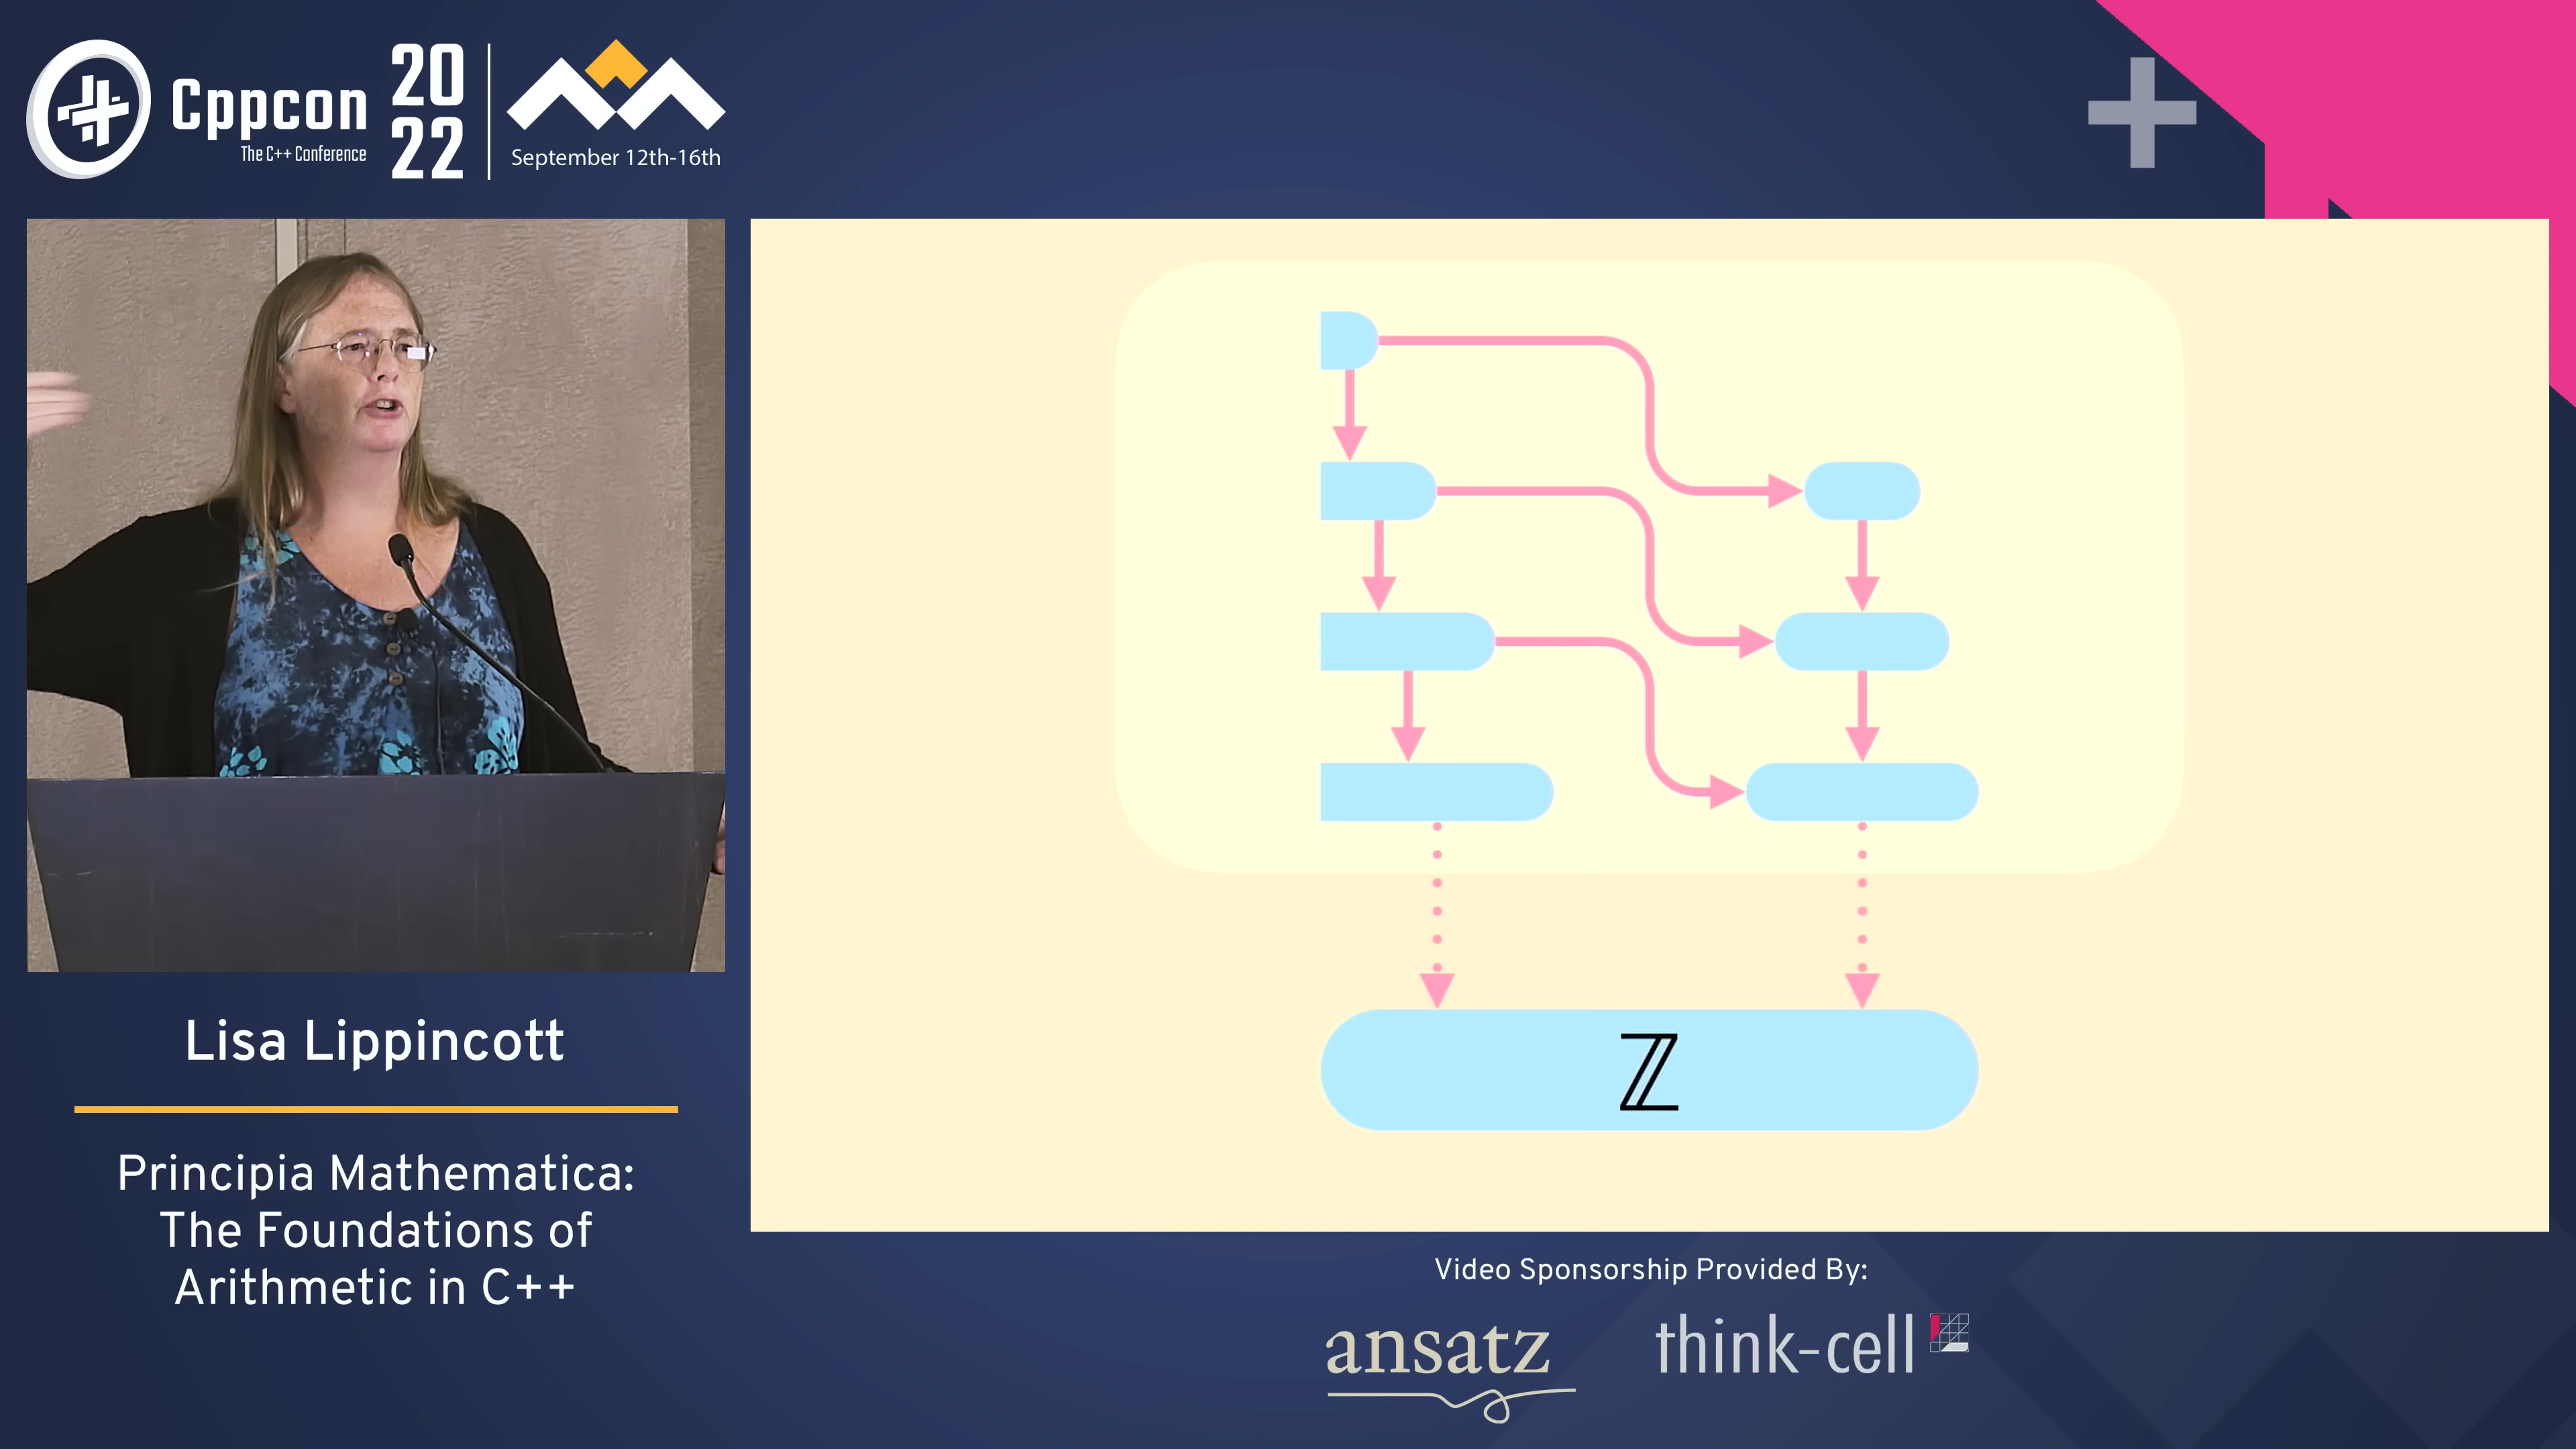 Cppcon
The C++ Conference
20
22
September 12th-16th
ℤ
Lisa Lippincott
Principia Mathematica:
The Foundations of
Arithmetic in C++
Video Sponsorship Provided By:
ansatz
think-cell